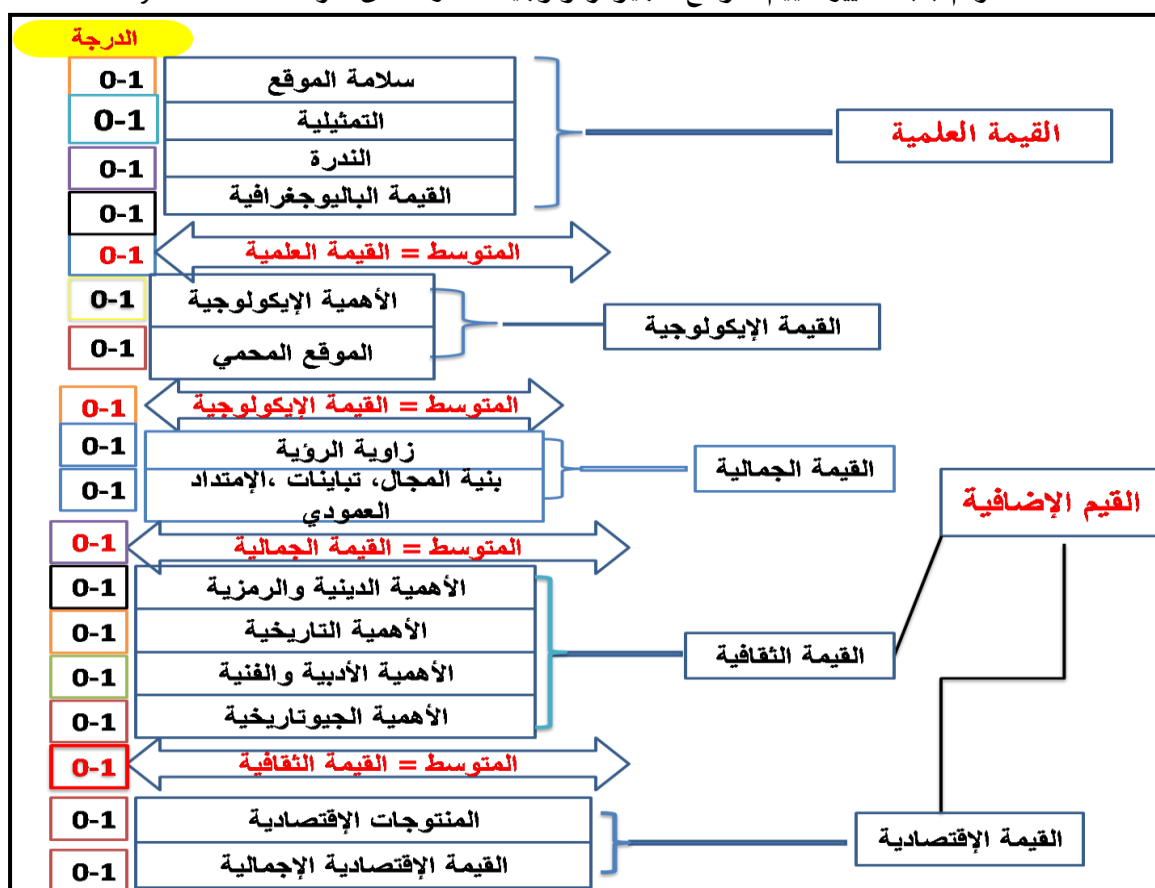 الدرجة
القيمة العلمية
سلامة الموقع 0-1
التمثيلية 0-1
الندرة 0-1
القيمة الباليوجغرافية 0-1
المتوسط = القيمة العلمية 0-1
القيمة الإيكولوجية
الأهمية الإيكولوجية 0-1
الموقع المحمي 0-1
المتوسط = القيمة الإيكولوجية 0-1
القيم الإضافية
القيمة الجمالية
زاوية الرؤية 0-1
بنية المجال، تباينات ،الإمتداد 0-1
العمودي
المتوسط = القيمة الجمالية 0-1
القيمة الثقافية
الأهمية الدينية والرمزية 0-1
الأهمية التاريخية 0-1
الأهمية الأدبية والفنية 0-1
الأهمية الجيوتاريخية 0-1
المتوسط = القيمة الثقافية 0-1
القيمة الإقتصادية
المنتوجات الإقتصادية 0-1
القيمة الإقتصادية الإجمالية 0-1